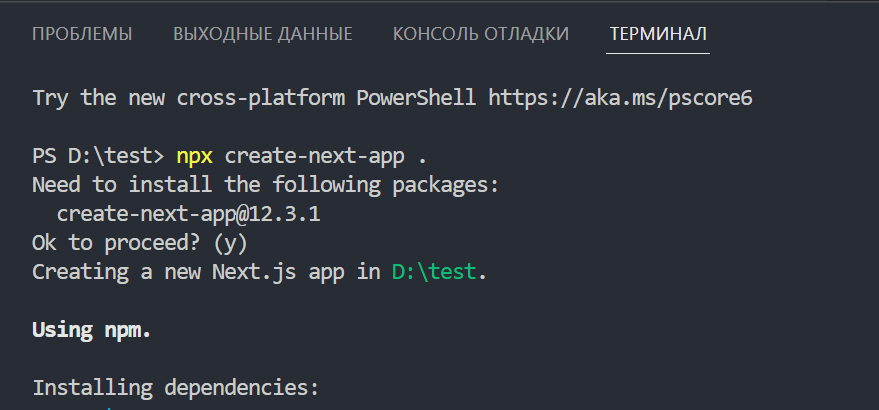 ПРОБЛЕМЫ ВЫХОДНЫЕ ДАННЫЕ КОНСОЛЬ ОТЛАДКИ ТЕРМИНАЛ
Try the new cross-platform PowerShell https://aka.ms/pscore6
PS D:\test> npx create-next-app .
Need to install the following packages:
  create-next-app@12.3.1
Ok to proceed? (y)
Creating a new Next.js app in D:\test.
Using npm.
Installing dependencies: